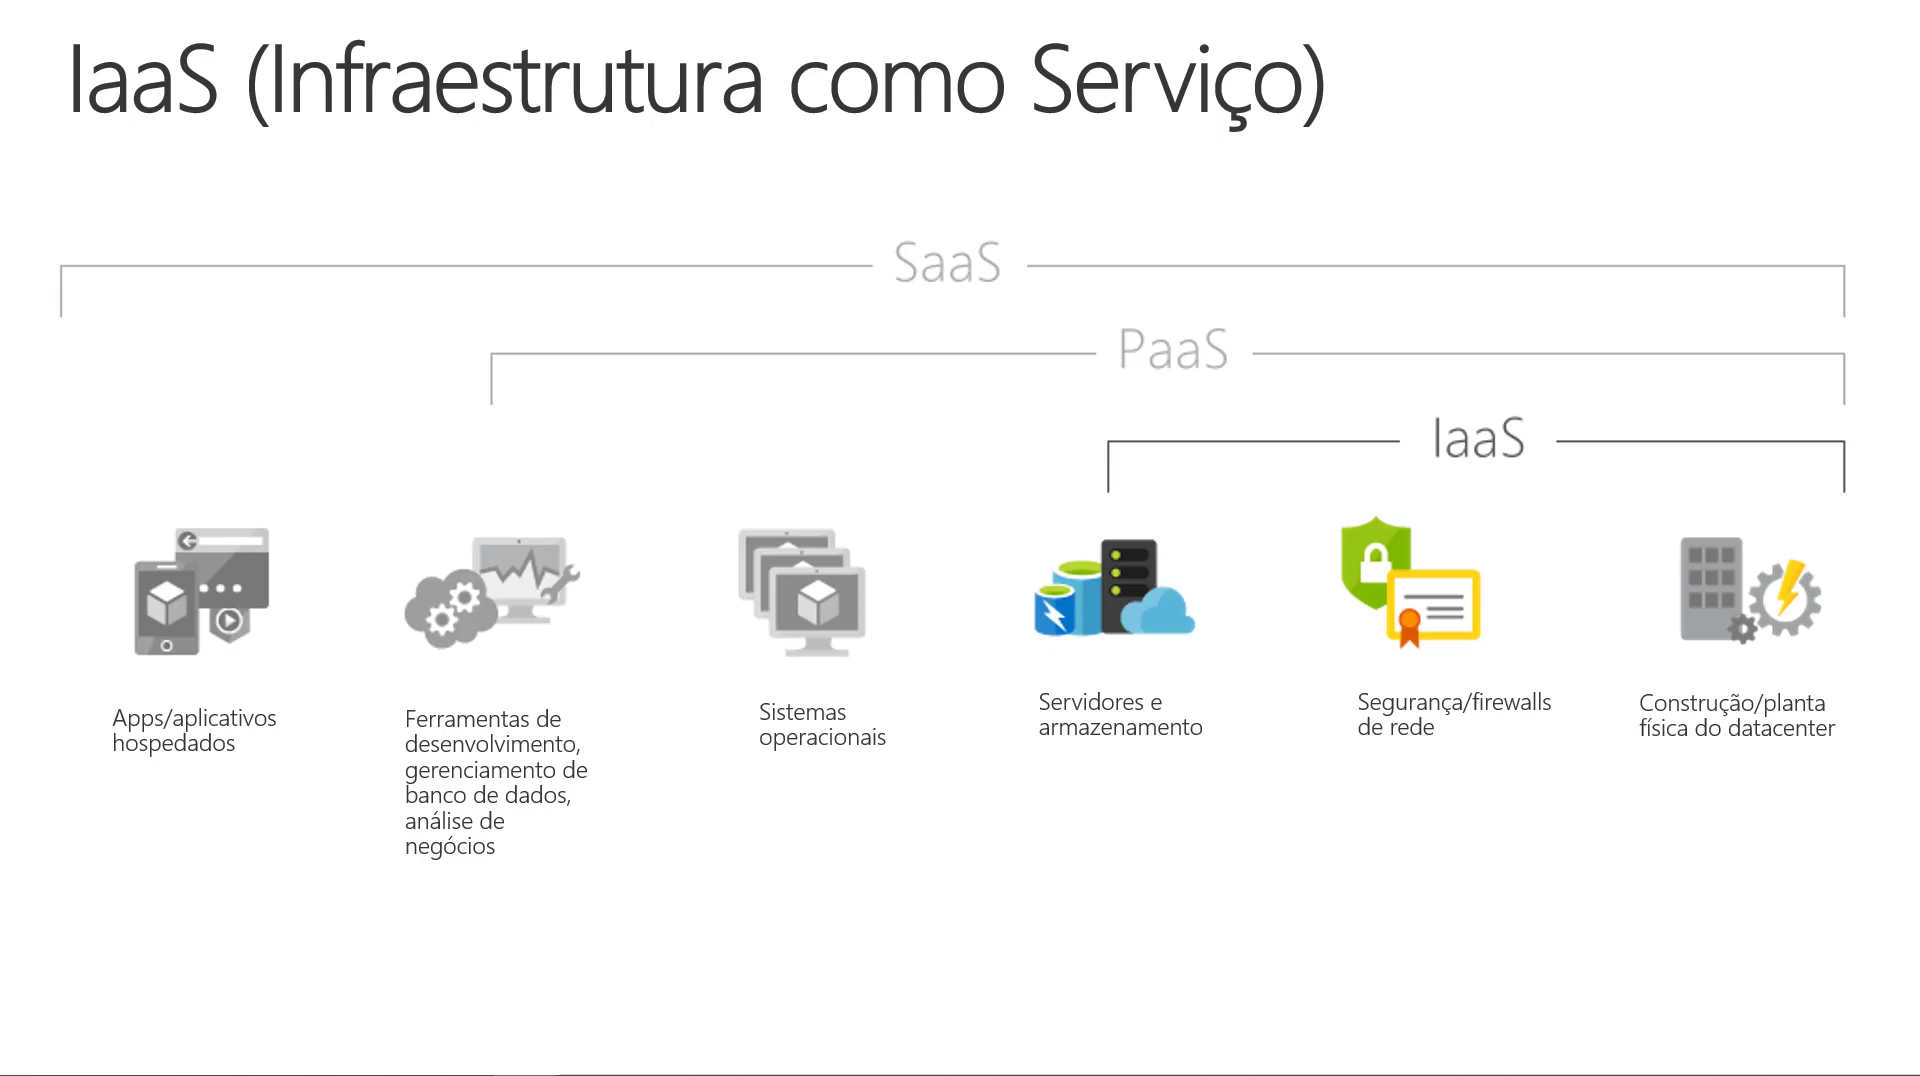 IaaS (Infraestrutura como Serviço)
SaaS
PaaS
IaaS
Apps/aplicativos
hospedados
Ferramentas de
desenvolvimento,
gerenciamento de
banco de dados,
análise de
negócios
Sistemas
operacionais
Servidores e
armazenamento
Segurança/firewalls
de rede
Construção/planta
física do datacenter